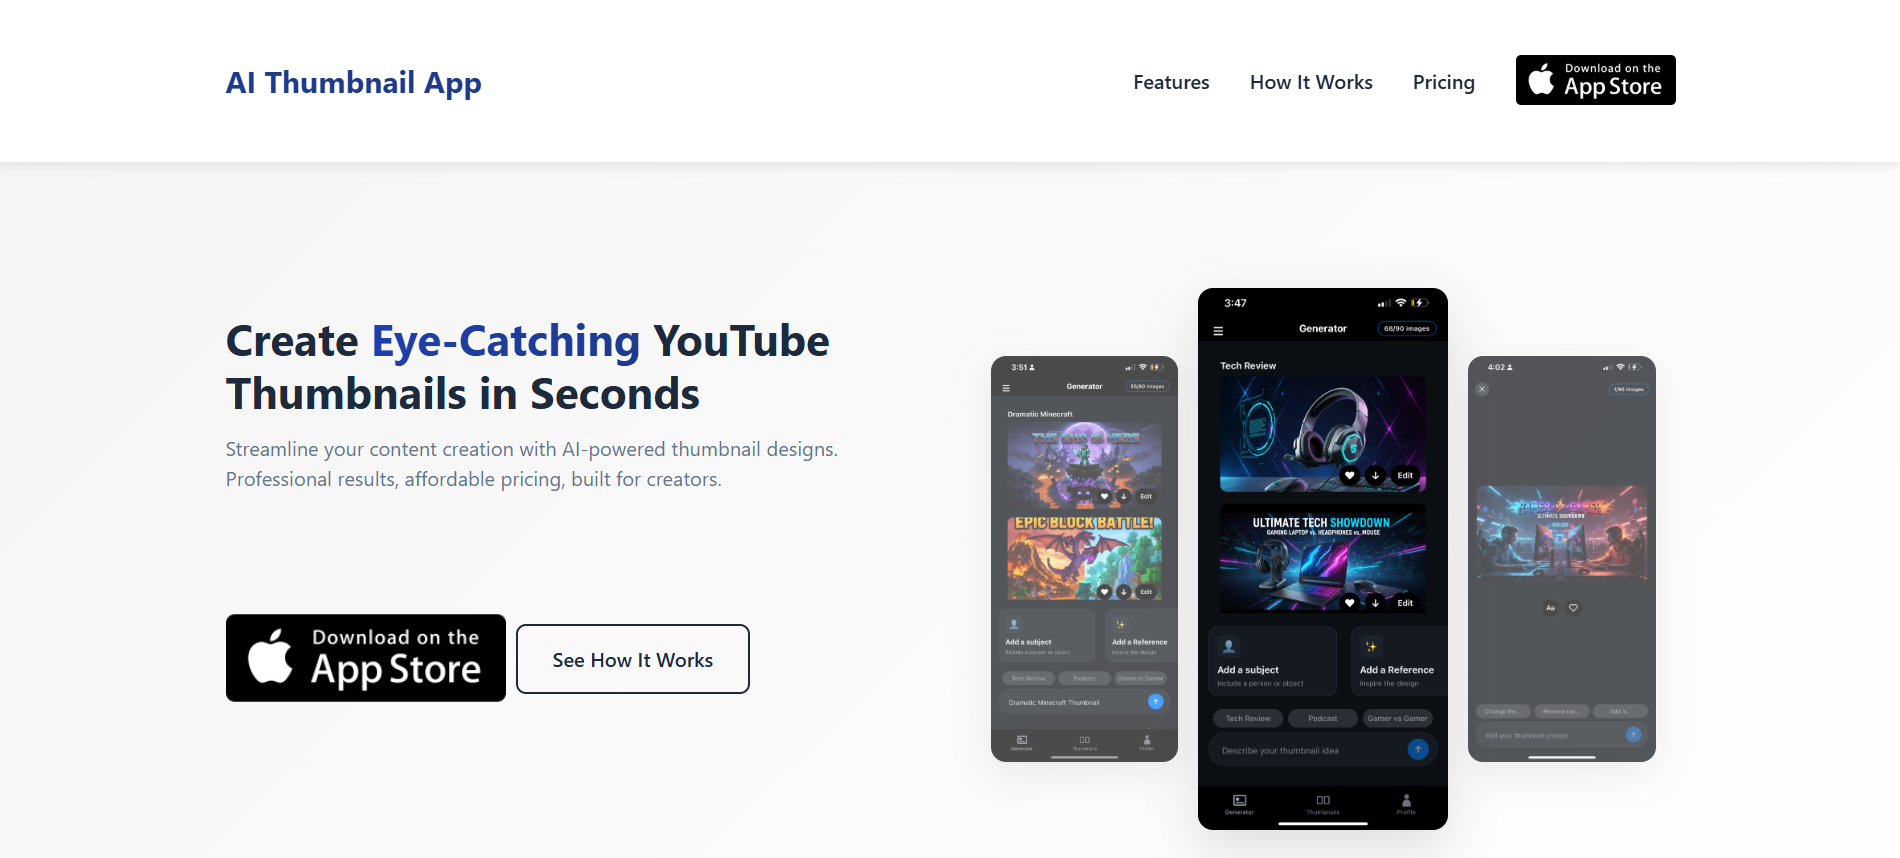 AI Thumbnail App
Features
How It Works
Pricing
Download on the
App Store
Create Eye-Catching YouTube
Thumbnails in Seconds
Streamline your content creation with AI-powered thumbnail designs.
Professional results, affordable pricing, built for creators.
Download on the
App Store
See How It Works
3:51
Generator
65/90 images
Dramatic Minecraft
THE END IS HERE
Edit
EPIC BLOCK BATTLE!
Edit
Add a subject
Include a person or object
Add a Reference
Inspire the design
Tech Review
Podcast
Gamer vs Gamer
Dramatic Minecraft Thumbnail
Generator
Thumbnails
Profile
3:47
Generator
68/90 images
Tech Review
Edit
ULTIMATE TECH SHOWDOWN
GAMING LAPTOP vs. HEADPHONES vs. MOUSE
Edit
Add a subject
Include a person or object
Add a Reference
Inspire the design
Tech Review
Podcast
Gamer vs Gamer
Describe your thumbnail idea
Generator
Thumbnails
Profile
4:02
1/90 images
ULTIMATE SHOWDOWN
Aa
Change the...
Remove the...
Add a...
Edit your thumbnail prompt